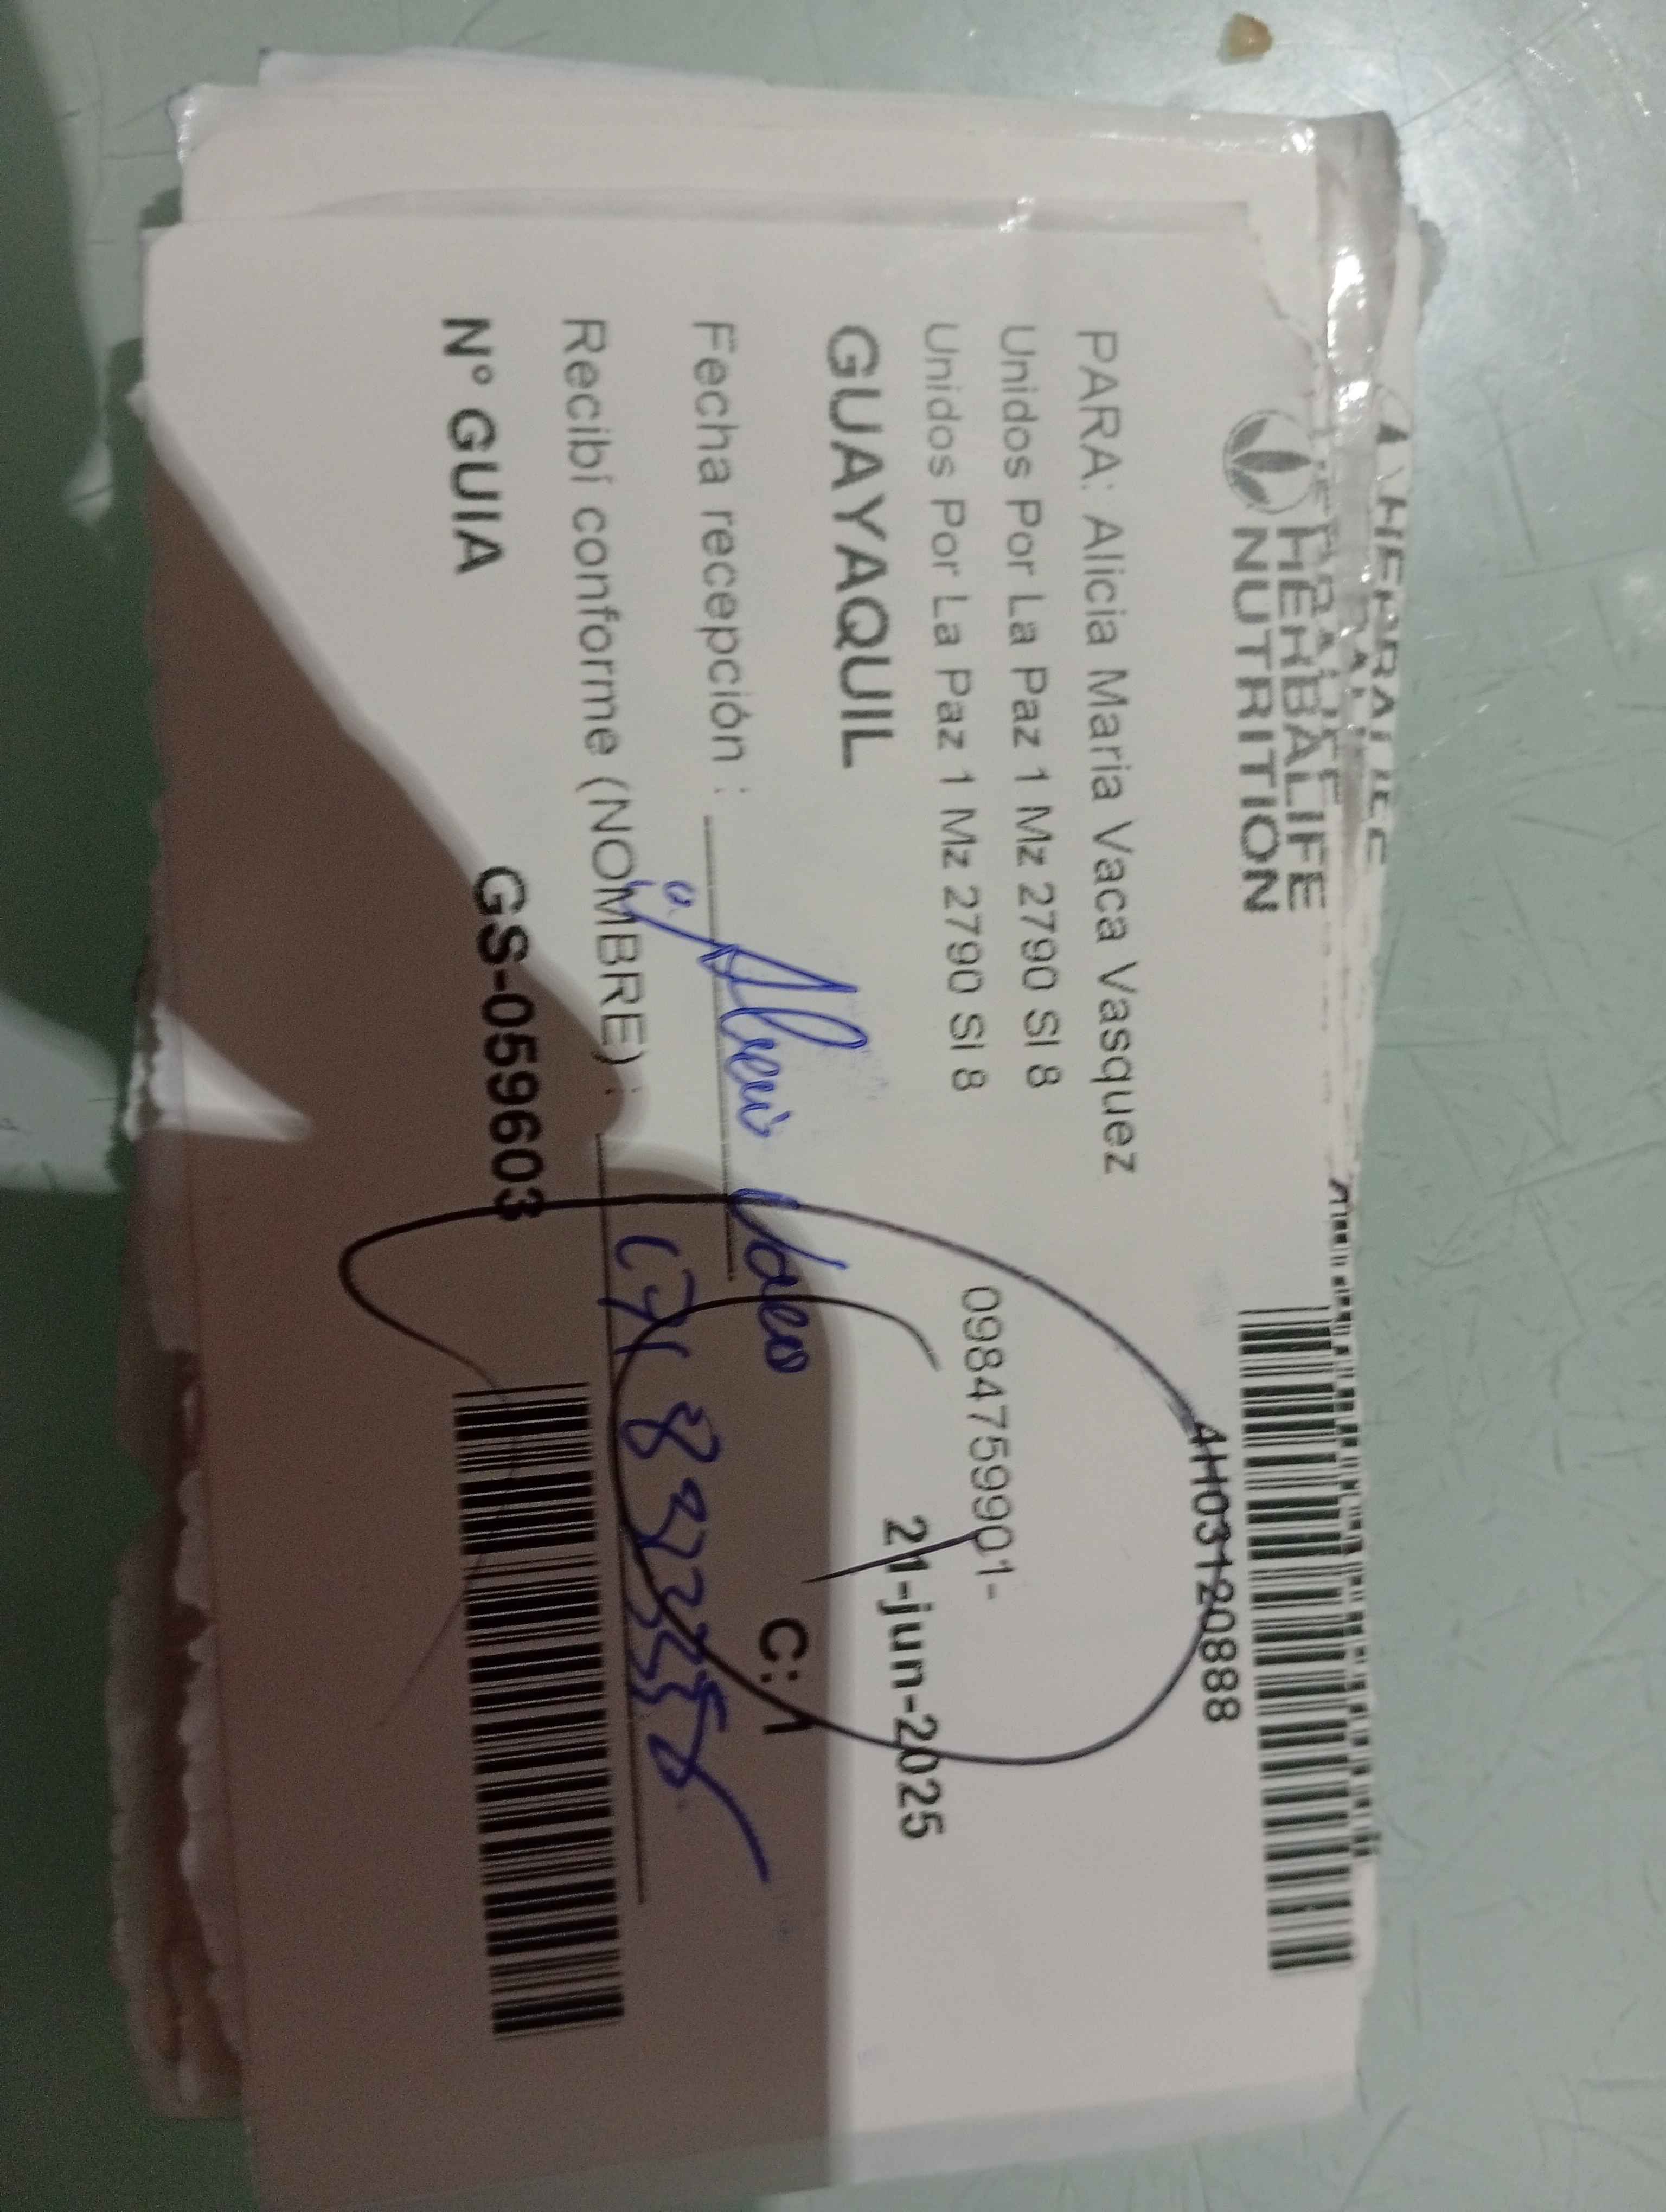 HERBALIFE
NUTRITION
4H03120888
PARA: Alicia Maria Vaca Vasquez
Unidos Por La Paz 1 Mz 2790 Sl 8
Unidos Por La Paz 1 Mz 2790 Sl 8
0984759901-
GUAYAQUIL
21-jun-2025
Fecha recepción :
C: 1
Recibí conforme (NOMBRE) :
N° GUIA GS-059603